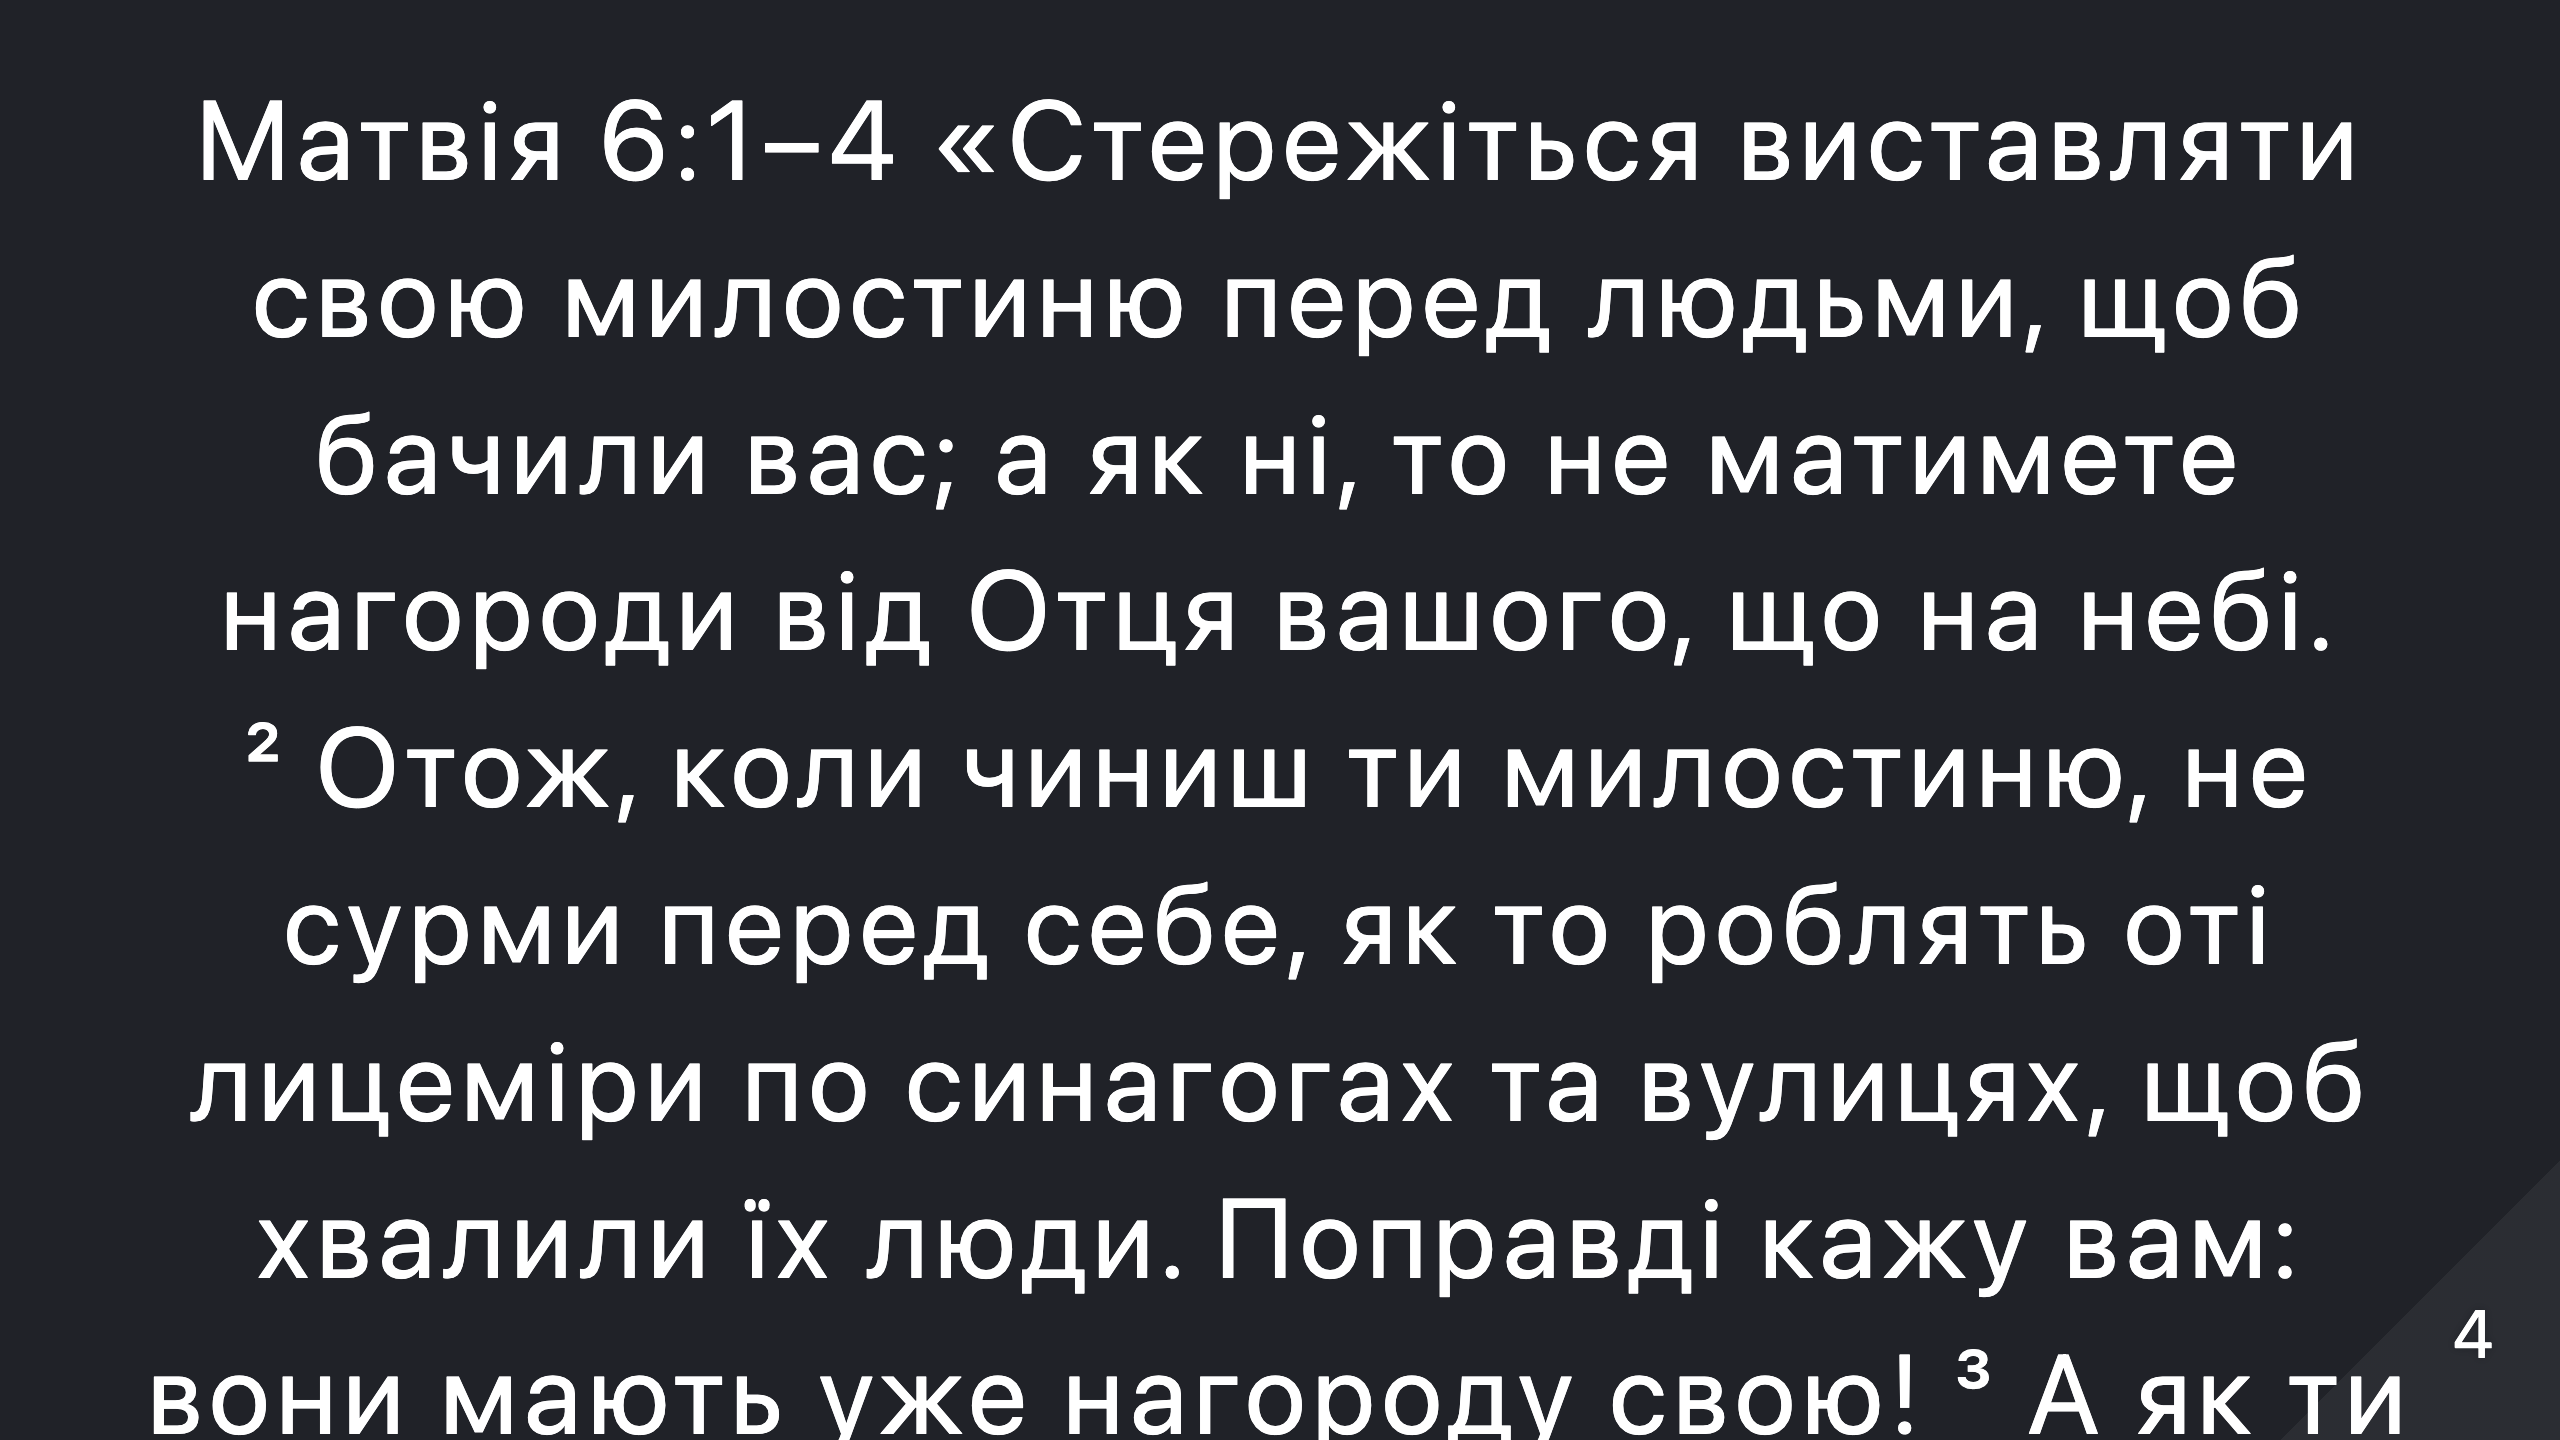 Матвія 6:1–4 «Стережіться виставляти
свою милостиню перед людьми, щоб
бачили вас; а як ні, то не матимете
нагороди від Отця вашого, що на небі.
² Отож, коли чиниш ти милостиню, не
сурми перед себе, як то роблять оті
лицеміри по синагогах та вулицях, щоб
хвалили їх люди. Поправді кажу вам:
вони мають уже нагороду свою! ³ А як ти
4